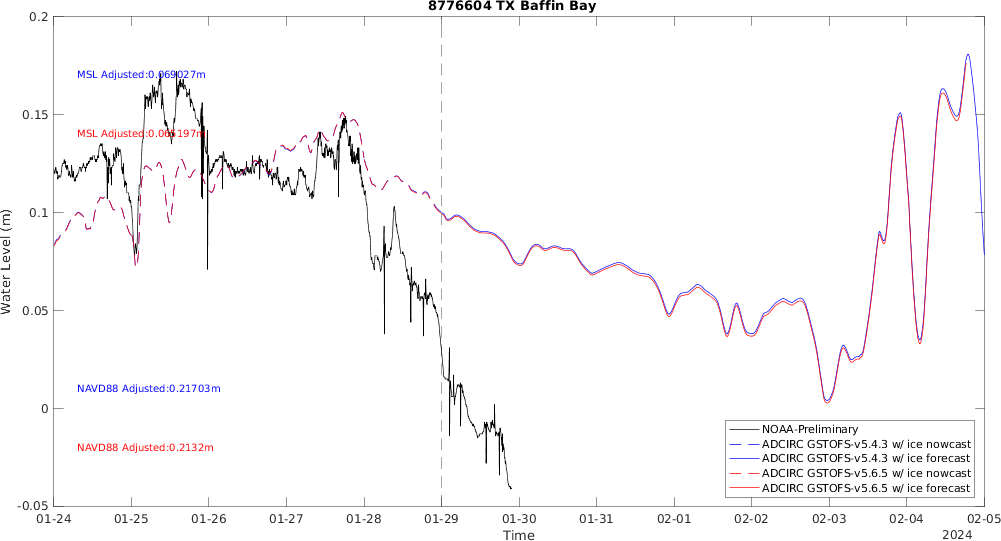 8776604 TX Baffin Bay
0.2
0.15
0.1
0.05
0
-0.05
Water Level (m)
MSL Adjusted:0.069027m
MSL Adjusted:
NAVD88 Adjusted:0.21703m
NAVD88 Adjusted:0.2132m
NOAA-Preliminary
ADCIRC GSTOFS-v5.4.3 w/ ice nowcast
ADCIRC GSTOFS-v5.4.3 w/ ice forecast
ADCIRC GSTOFS-v5.6.5 w/ ice nowcast
ADCIRC GSTOFS-v5.6.5 w/ ice forecast
01-24 01-25 01-26 01-27 01-28 01-29 01-30 01-31 02-01 02-02 02-03 02-04 02-05
Time
2024